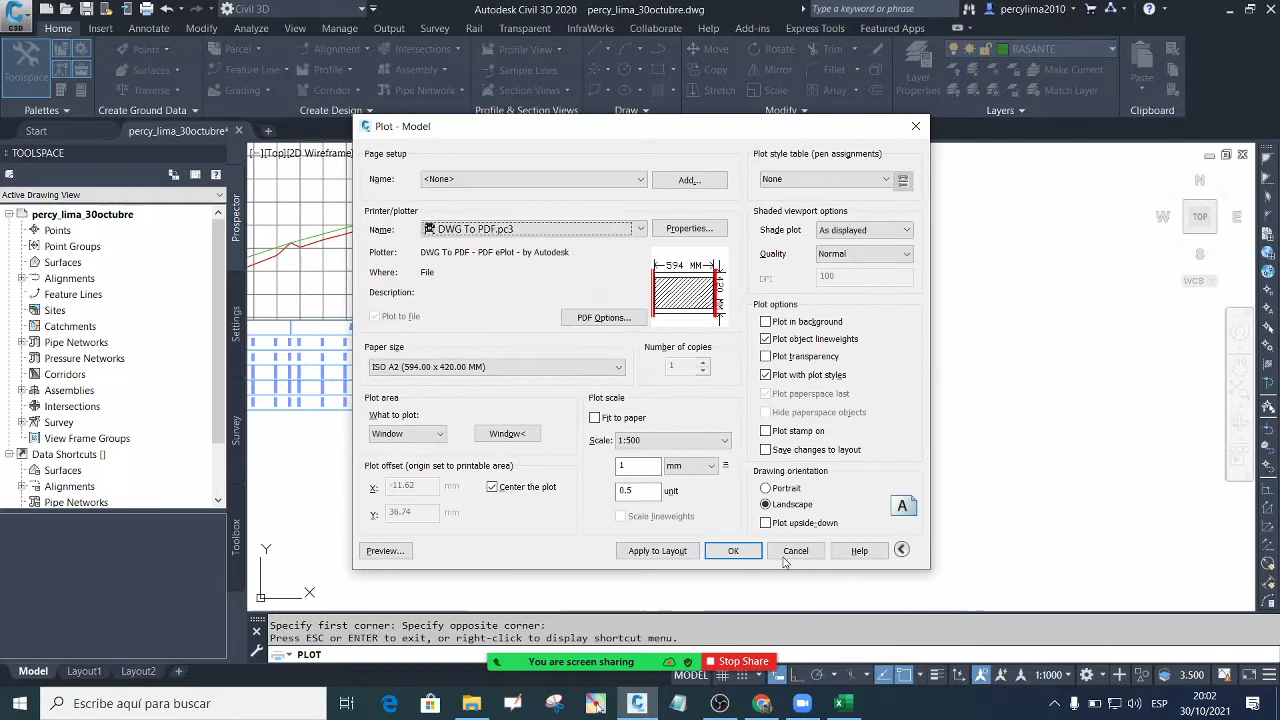 Civil 3D
Autodesk Civil 3D 2020 percy_lima_30octubre.dwg
Type a keyword or phrase
percylima2010
C3D
Home Insert Annotate Modify Analyze View Manage Output Survey Rail Transparent InfraWorks Collaborate Help Add-ins Express Tools Featured Apps
Toolspace
Points Parcel Alignment Intersections Profile View Move Rotate Trim RASANTE
Surfaces Feature Line Profile Assembly Sample Lines Copy Mirror Fillet Make Current
Traverse Grading Corridor Pipe Network Section Views Stretch Scale Array Match Layer
Layer
Properties
Paste
Palettes Create Ground Data Create Design Profile & Section Views Draw Modify Layers Clipboard
Start percy_lima_30octubre*
TOOLSPACE
Active Drawing View
percy_lima_30octubre
Points
Point Groups
Surfaces
Alignments
Feature Lines
Sites
Catchments
Pipe Networks
Pressure Networks
Corridors
Assemblies
Intersections
Survey
View Frame Groups
Data Shortcuts []
Surfaces
Alignments
Pipe Networks
Prospector
Settings
Survey
Toolbox
[−][Top][2D Wireframe]
Plot - Model
Page setup
Name: <None> Add...
Printer/plotter
Name: DWG To PDF.pc3 Properties...
Plotter: DWG To PDF - PDF ePlot - by Autodesk
Where: File
Description:
Plot to file
PDF Options...
594 MM
Paper size
ISO A2 (594.00 x 420.00 MM)
Number of copies
1
Plot area
What to plot:
Window Window<
Plot offset (origin set to printable area)
X: -11.62 mm
Y: 36.74 mm
Center the plot
Plot scale
Fit to paper
Scale: 1:500
1 mm =
0.5 unit
Scale lineweights
Plot style table (pen assignments)
None
Shaded viewport options
Shade plot As displayed
Quality Normal
DPI 100
Plot options
Plot in background
Plot object lineweights
Plot transparency
Plot with plot styles
Plot paperspace last
Hide paperspace objects
Plot stamp on
Save changes to layout
Drawing orientation
Portrait
Landscape
Plot upside-down
A
Preview... Apply to Layout OK Cancel Help
N
W TOP E
S
WCS
Y
X
Specify first corner: Specify opposite corner:
Press ESC or ENTER to exit, or right-click to display shortcut menu.
PLOT
You are screen sharing Stop Share
Model Layout1 Layout2 +
MODEL 1:1000 3.500
Escribe aquí para buscar
ESP
20:02
30/10/2021